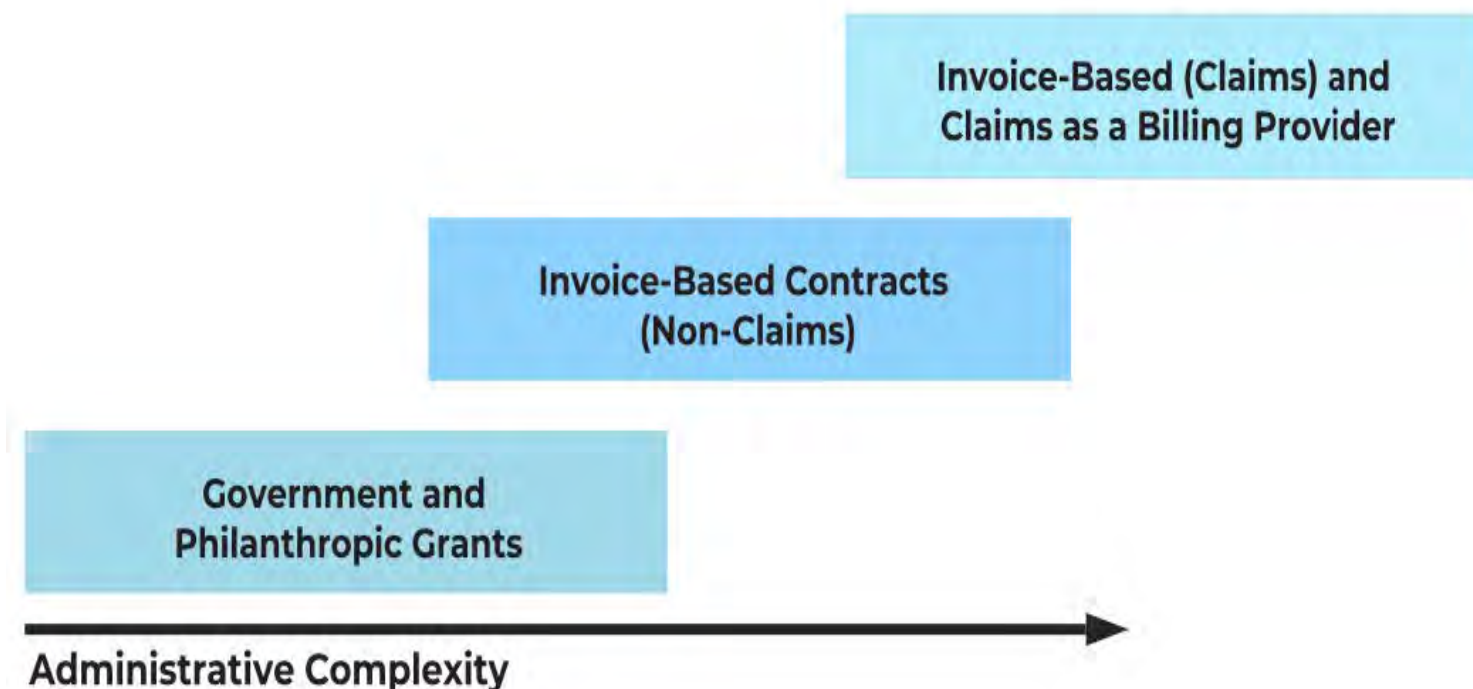 Invoice-Based (Claims) and
Claims as a Billing Provider
Invoice-Based Contracts
(Non-Claims)
Government and
Philanthropic Grants
Administrative Complexity